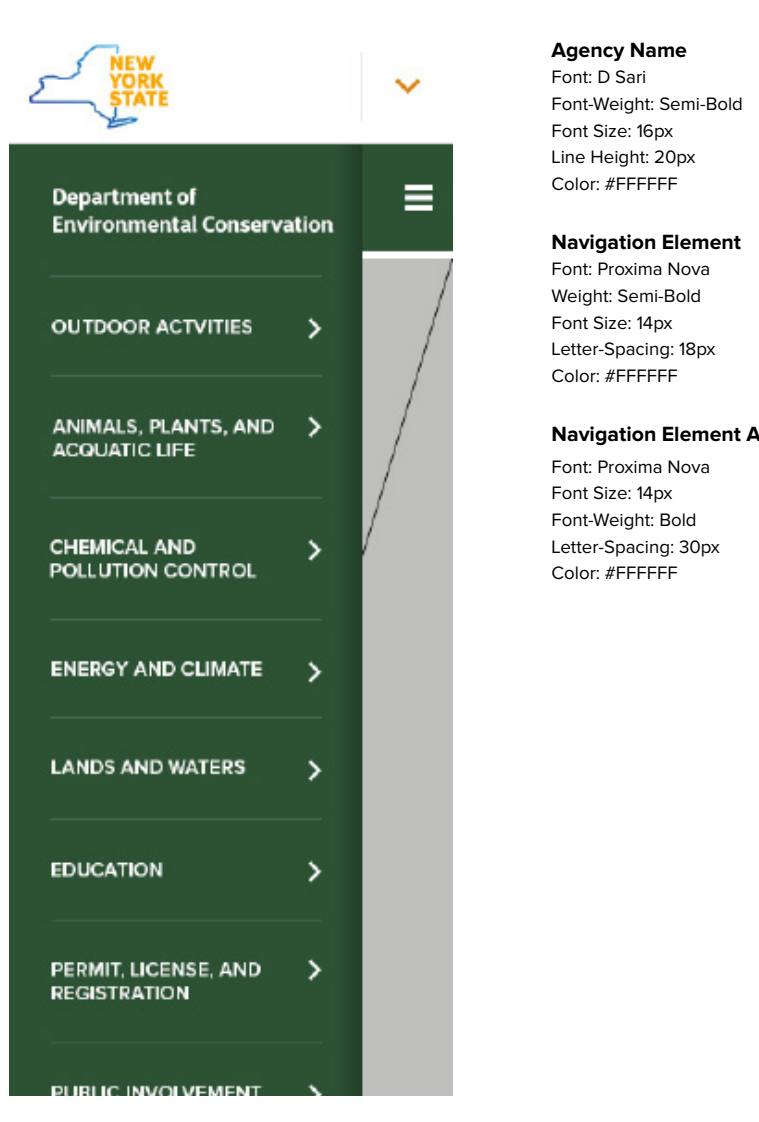 NEW
YORK
STATE
Department of
Environmental Conservation
OUTDOOR ACTVITIES
ANIMALS, PLANTS, AND
ACQUATIC LIFE
CHEMICAL AND
POLLUTION CONTROL
ENERGY AND CLIMATE
LANDS AND WATERS
EDUCATION
PERMIT, LICENSE, AND
REGISTRATION
PUBLIC INVOLVEMENT
Agency Name
Font: D Sari
Font-Weight: Semi-Bold
Font Size: 16px
Line Height: 20px
Color: #FFFFFF
Navigation Element
Font: Proxima Nova
Weight: Semi-Bold
Font Size: 14px
Letter-Spacing: 18px
Color: #FFFFFF
Navigation Element A
Font: Proxima Nova
Font Size: 14px
Font-Weight: Bold
Letter-Spacing: 30px
Color: #FFFFFF